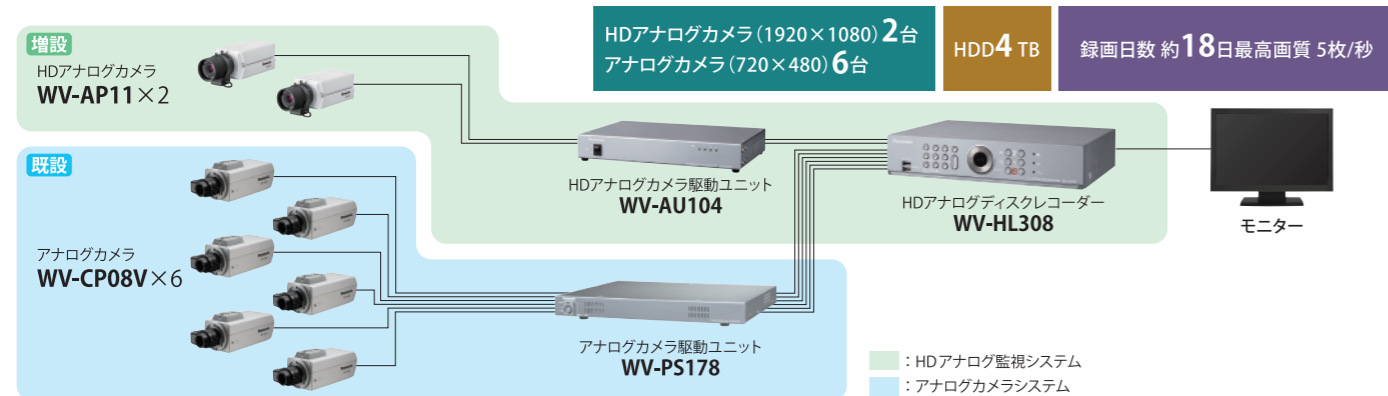 HDアナログカメラ(1920×1080)2台
アナログカメラ(720×480)6台
HDD4 TB
録画日数 約18日最高画質 5枚/秒
増設
HDアナログカメラ
WV-AP11×2
HDアナログカメラ駆動ユニット
WV-AU104
HDアナログディスクレコーダー
WV-HL308
モニター
既設
アナログカメラ
WV-CP08V×6
アナログカメラ駆動ユニット
WV-PS178
:HDアナログ監視システム
:アナログカメラシステム